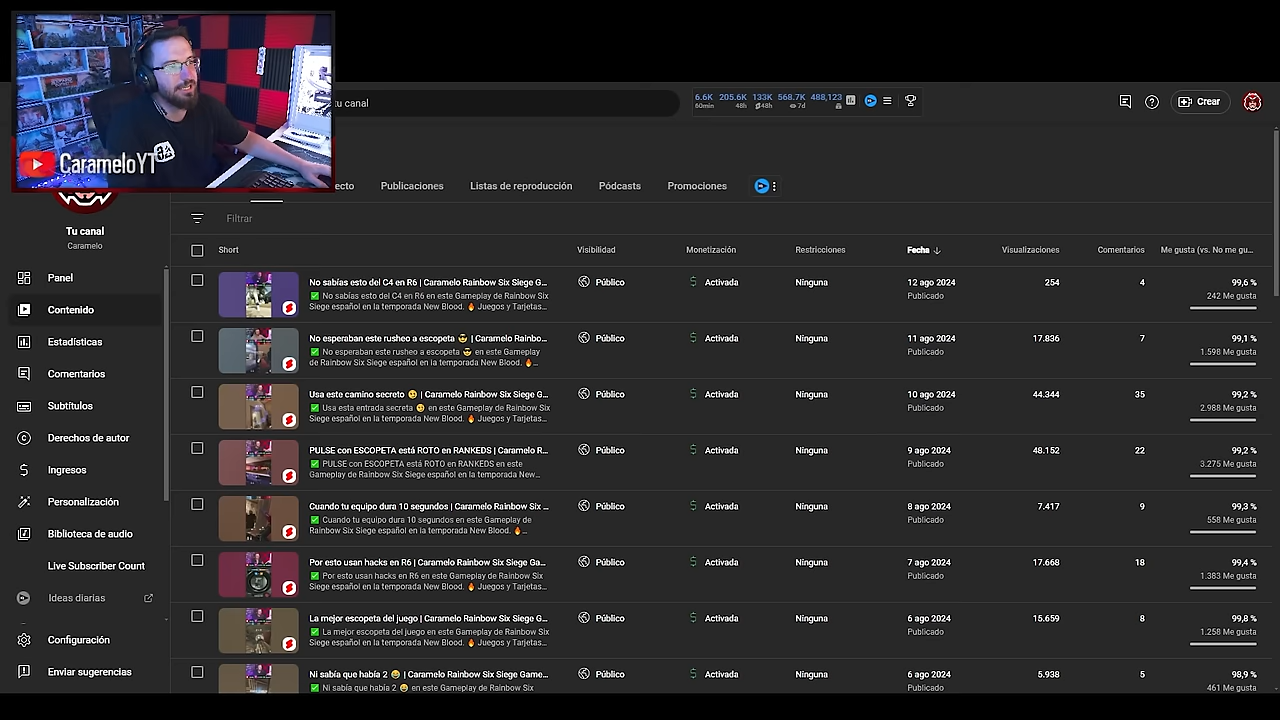 CarameloYT
tu canal
6.6K 60min 205.6K 48h 133K 48h 568.7K 7d 488,123
Crear
ecto
Publicaciones
Listas de reproducción
Pódcasts
Promociones
Tu canal
Caramelo
Panel
Contenido
Estadísticas
Comentarios
Subtítulos
Derechos de autor
Ingresos
Personalización
Biblioteca de audio
Live Subscriber Count
Ideas diarias
Configuración
Enviar sugerencias
Filtrar
Short Visibilidad Monetización Restricciones Fecha Visualizaciones Comentarios Me gusta (vs. No me gu...
No sabías esto del C4 en R6 | Caramelo Rainbow Six Siege G... Público Activada Ninguna 12 ago 2024 254 4 99,6 %
✅ No sabías esto del C4 en R6 en este Gameplay de Rainbow Six Publicado 242 Me gusta
Siege español en la temporada New Blood. 🔥 Juegos y Tarjetas...
No esperaban este rusheo a escopeta 😎 | Caramelo Rainbo... Público Activada Ninguna 11 ago 2024 17.836 7 99,1 %
✅ No esperaban este rusheo a escopeta 😎 en este Gameplay Publicado 1.598 Me gusta
de Rainbow Six Siege español en la temporada New Blood. 🔥...
Usa este camino secreto 😉 | Caramelo Rainbow Six Siege G... Público Activada Ninguna 10 ago 2024 44.344 35 99,2 %
✅ Usa esta entrada secreta 😉 en este Gameplay de Rainbow Six Publicado 2.988 Me gusta
Siege español en la temporada New Blood. 🔥 Juegos y Tarjetas...
PULSE con ESCOPETA está ROTO en RANKEDS | Caramelo R... Público Activada Ninguna 9 ago 2024 48.152 22 99,2 %
✅ PULSE con ESCOPETA está ROTO en RANKEDS en este Publicado 3.275 Me gusta
Gameplay de Rainbow Six Siege español en la temporada New...
Cuando tu equipo dura 10 segundos | Caramelo Rainbow Six ... Público Activada Ninguna 8 ago 2024 7.417 9 99,3 %
✅ Cuando tu equipo dura 10 segundos en este Gameplay de Publicado 558 Me gusta
Rainbow Six Siege español en la temporada New Blood. 🔥...
Por esto usan hacks en R6 | Caramelo Rainbow Six Siege Ga... Público Activada Ninguna 7 ago 2024 17.668 18 99,4 %
✅ Por esto usan hacks en R6 en este Gameplay de Rainbow Six Publicado 1.383 Me gusta
Siege español en la temporada New Blood. 🔥 Juegos y Tarjetas...
La mejor escopeta del juego | Caramelo Rainbow Six Siege G... Público Activada Ninguna 6 ago 2024 15.659 8 99,8 %
✅ La mejor escopeta del juego en este Gameplay de Rainbow Six Publicado 1.258 Me gusta
Siege español en la temporada New Blood. 🔥 Juegos y Tarjetas...
Ni sabía que había 2 😅 | Caramelo Rainbow Six Siege Game... Público Activada Ninguna 6 ago 2024 5.938 5 98,9 %
✅ Ni sabía que había 2 😅 en este Gameplay de Rainbow Six Publicado 461 Me gusta